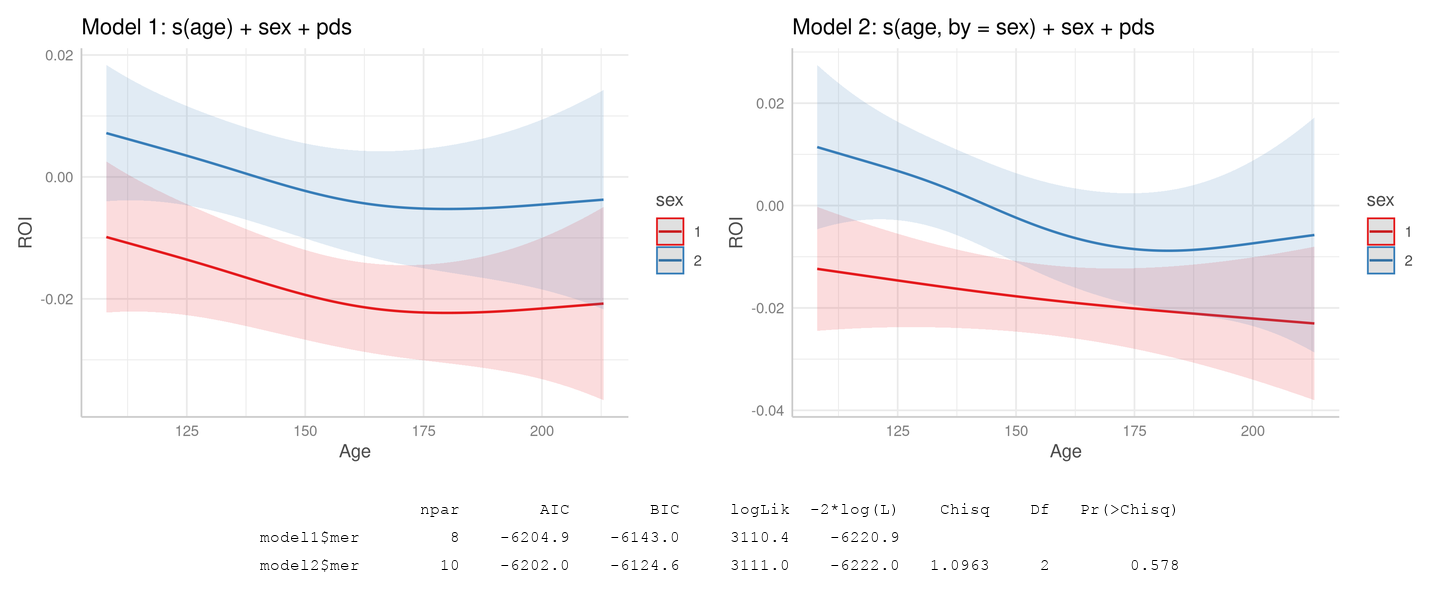 Model 1: s(age) + sex + pds
0.02
0.00
-0.02
ROI
125 150 175 200
Age
sex
1
2
Model 2: s(age, by = sex) + sex + pds
0.02
0.00
-0.02
-0.04
ROI
125 150 175 200
Age
sex
1
2
npar AIC BIC logLik -2*log(L) Chisq Df Pr(>Chisq)
model1$mer 8 -6204.9 -6143.0 3110.4 -6220.9
model2$mer 10 -6202.0 -6124.6 3111.0 -6222.0 1.0963 2 0.578